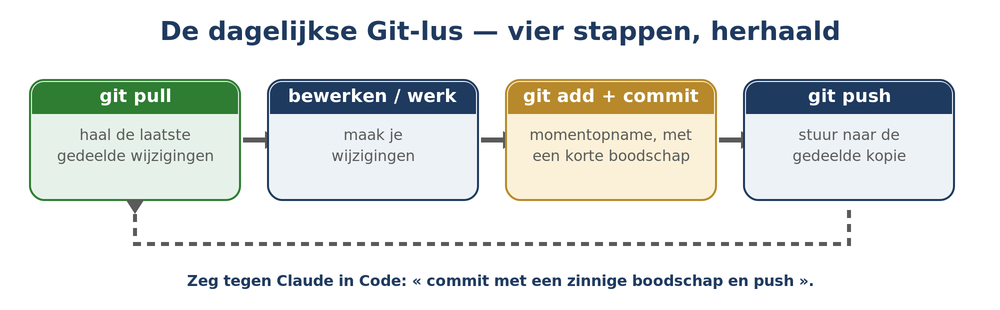 De dagelijkse Git-lus — vier stappen, herhaald
git pull
haal de laatste
gedeelde wijzigingen
bewerken / werk
maak je
wijzigingen
git add + commit
momentopname, met
een korte boodschap
git push
stuur naar de
gedeelde kopie
Zeg tegen Claude in Code: « commit met een zinnige boodschap en push ».